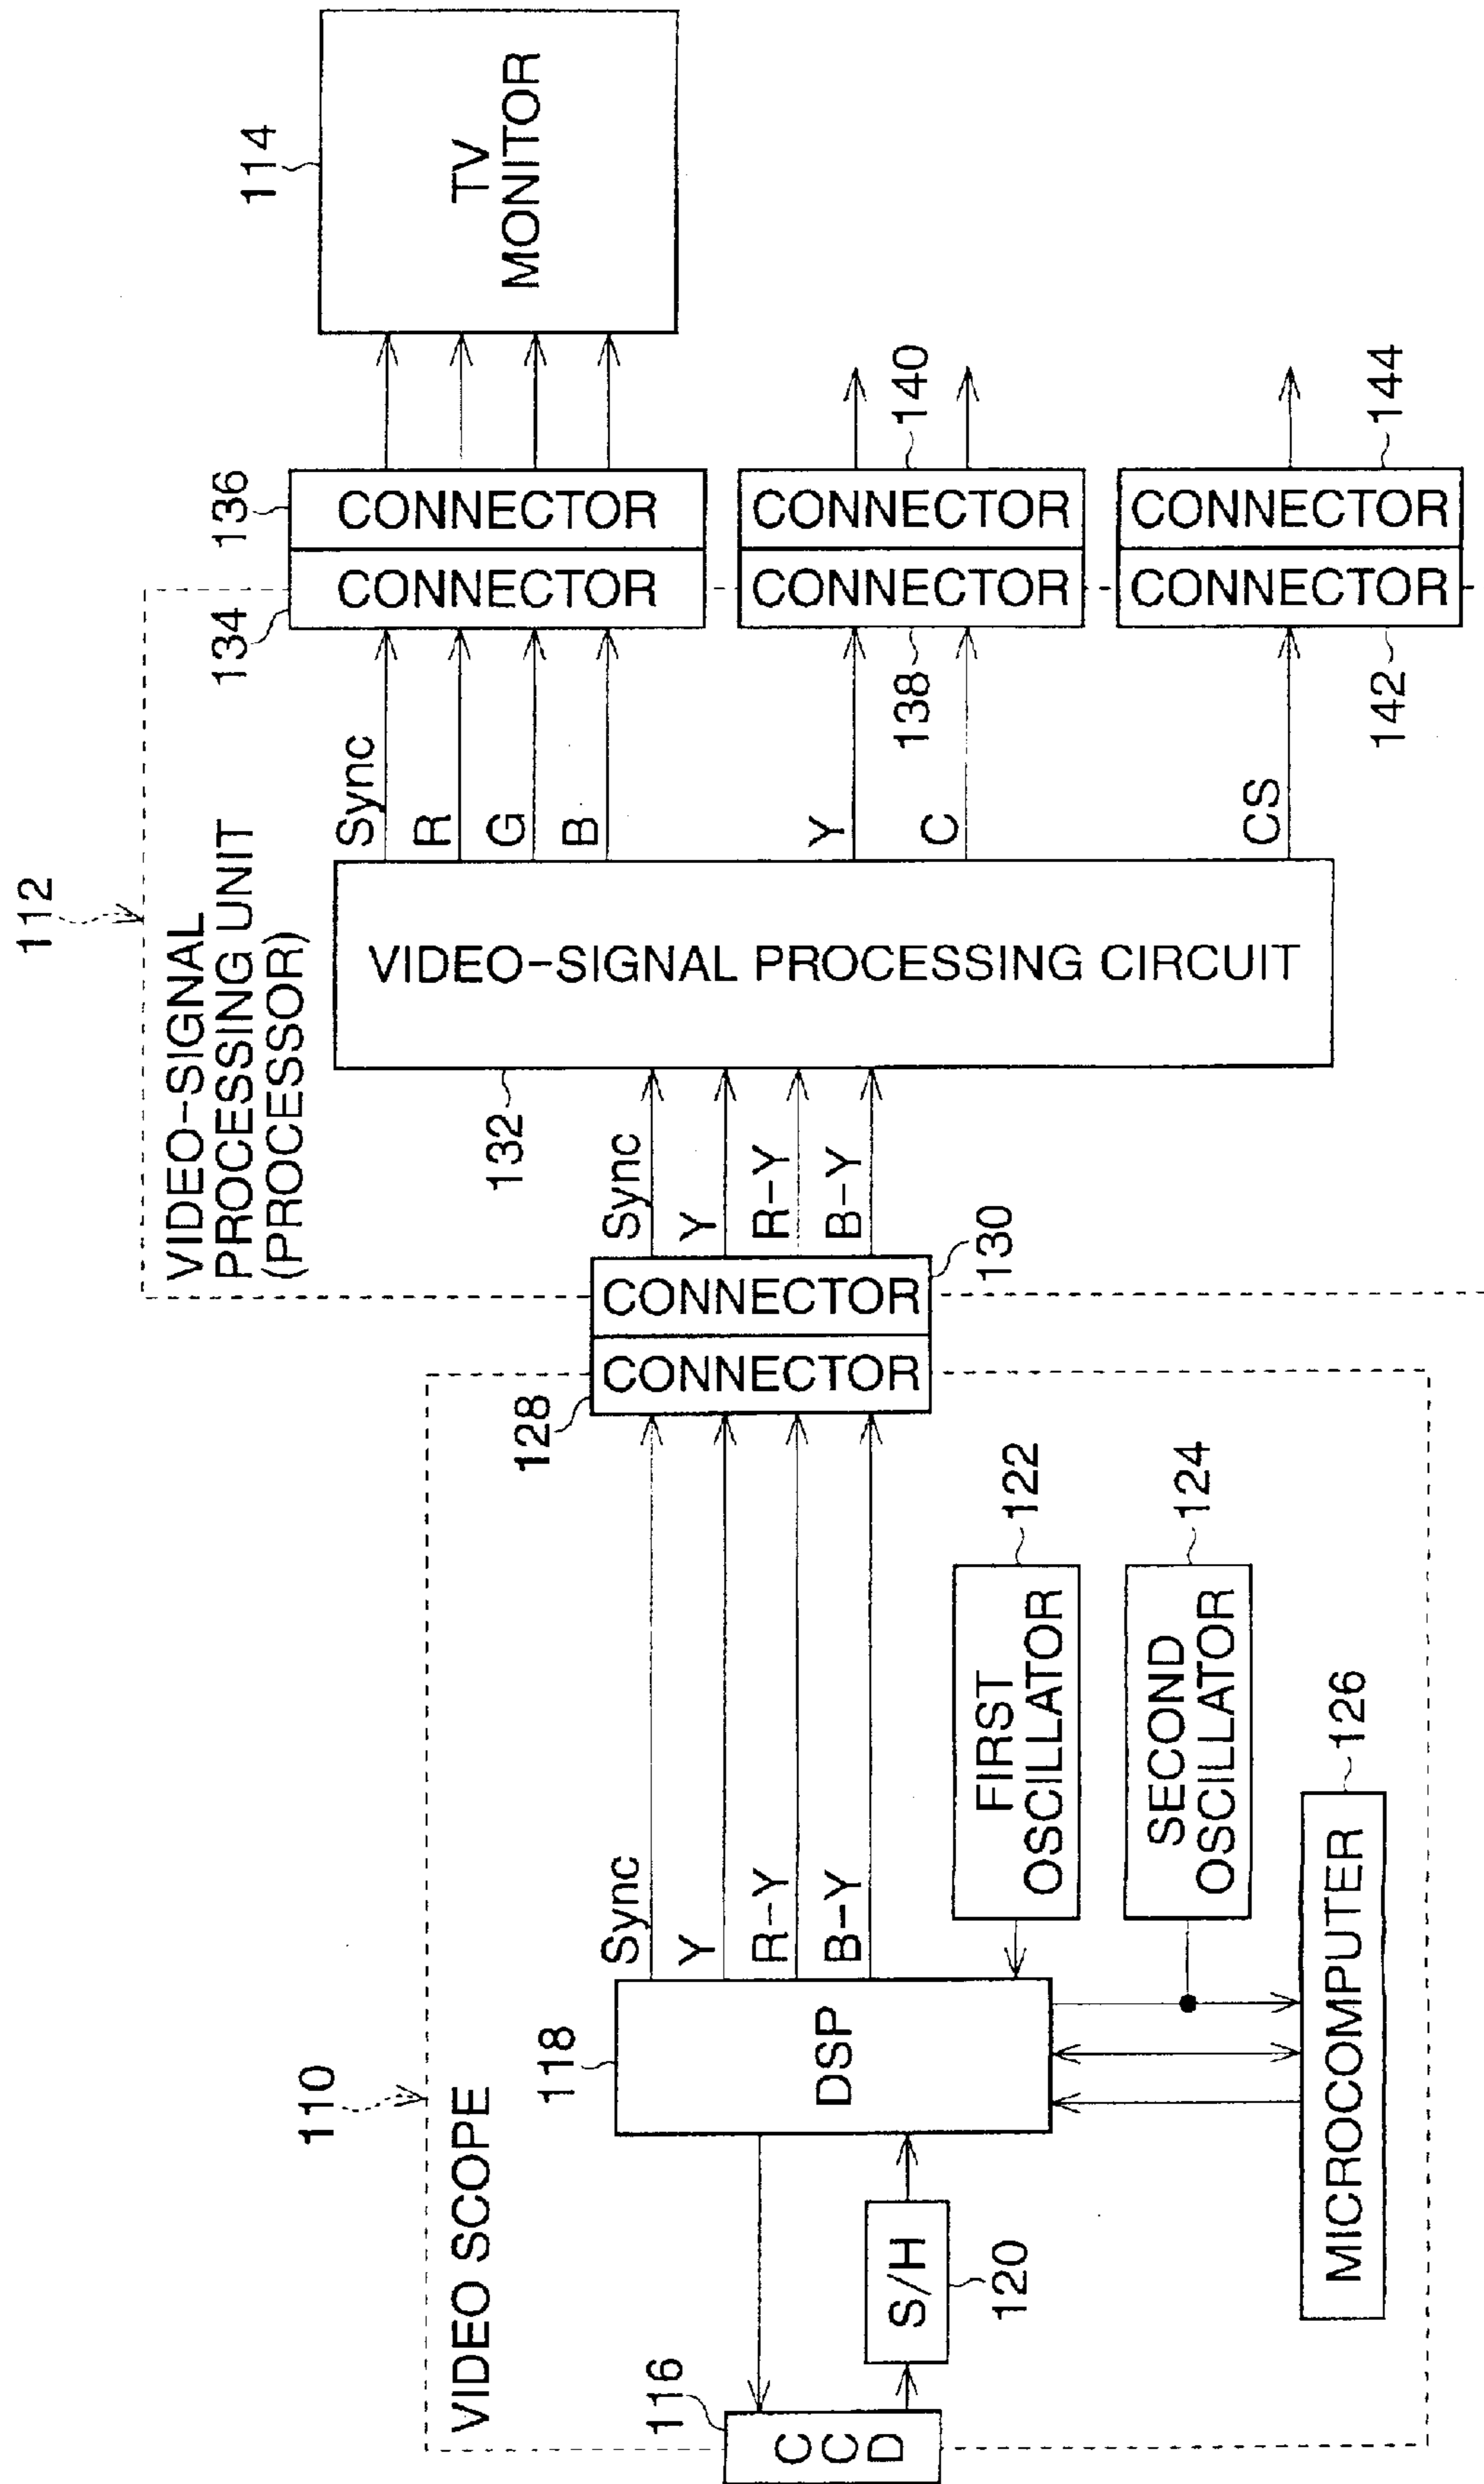 110
VIDEO SCOPE
116
CCD
S/H
120
118
DSP
Sync
Y
R-Y
B-Y
FIRST
OSCILLATOR
122
SECOND
OSCILLATOR
124
MICROCOMPUTER
126
128
CONNECTOR
CONNECTOR
130
112
VIDEO-SIGNAL
PROCESSING UNIT
(PROCESSOR)
Sync
Y
R-Y
B-Y
132
VIDEO-SIGNAL PROCESSING CIRCUIT
Sync
R
G
B
Y
C
CS
134
CONNECTOR
CONNECTOR
136
138
CONNECTOR
CONNECTOR
140
142
CONNECTOR
CONNECTOR
144
114
TV
MONITOR